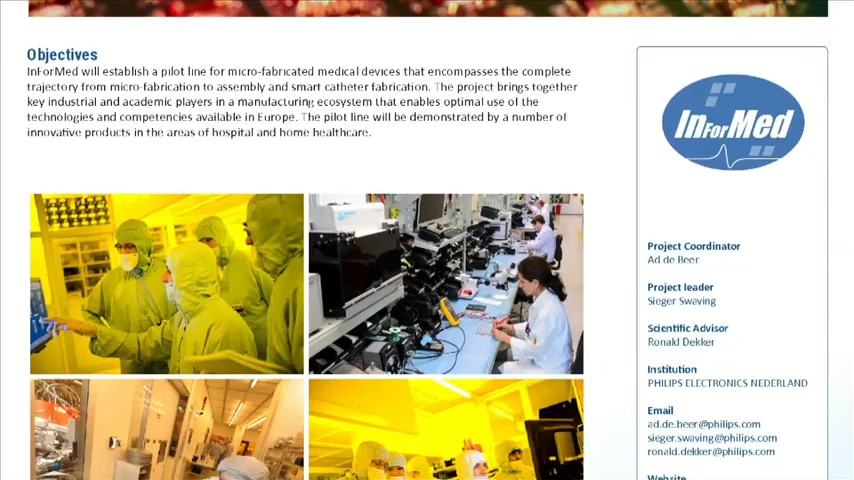 Objectives
InForMed will establish a pilot line for micro-fabricated medical devices that encompasses the complete
trajectory from micro-fabrication to assembly and smart catheter fabrication. The project brings together
key industrial and academic players in a manufacturing ecosystem that enables optimal use of the
technologies and competencies available in Europe. The pilot line will be demonstrated by a number of
innovative products in the areas of hospital and home healthcare.
InForMed
Project Coordinator
Ad de Beer
Project leader
Sieger Swaving
Scientific Advisor
Ronald Dekker
Institution
PHILIPS ELECTRONICS NEDERLAND
Email
ad.de.beer@philips.com
sieger.swaving@philips.com
ronald.dekker@philips.com
Website